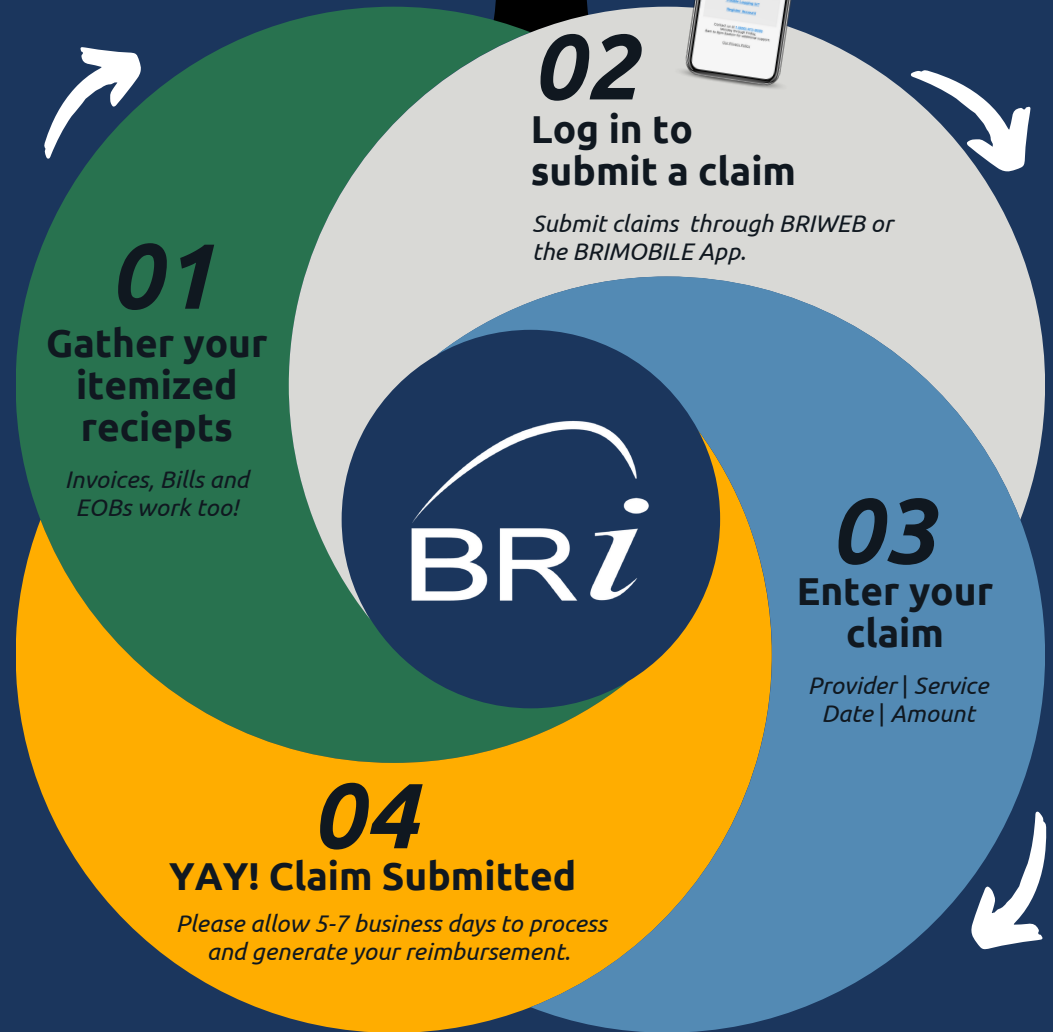 01
Gather your
itemized
reciepts
Invoices, Bills and
EOBs work too!
02
Log in to
submit a claim
Submit claims through BRIWEB or
the BRIMOBILE App.
03
Enter your
claim
Provider | Service
Date | Amount
04
YAY! Claim Submitted
Please allow 5-7 business days to process
and generate your reimbursement.
BRi